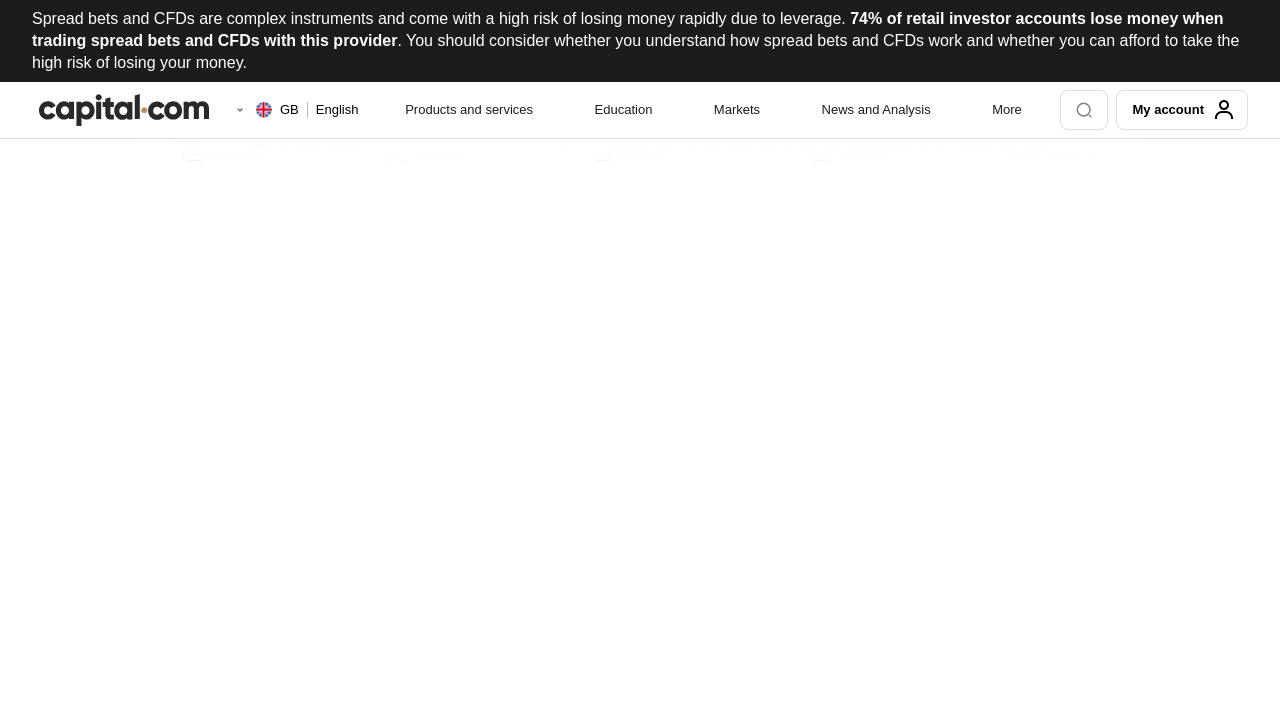 Spread bets and CFDs are complex instruments and come with a high risk of losing money rapidly due to leverage. 74% of retail investor accounts lose money when
trading spread bets and CFDs with this provider. You should consider whether you understand how spread bets and CFDs work and whether you can afford to take the
high risk of losing your money.
capital.com GB English Products and services Education Markets News and Analysis More My account